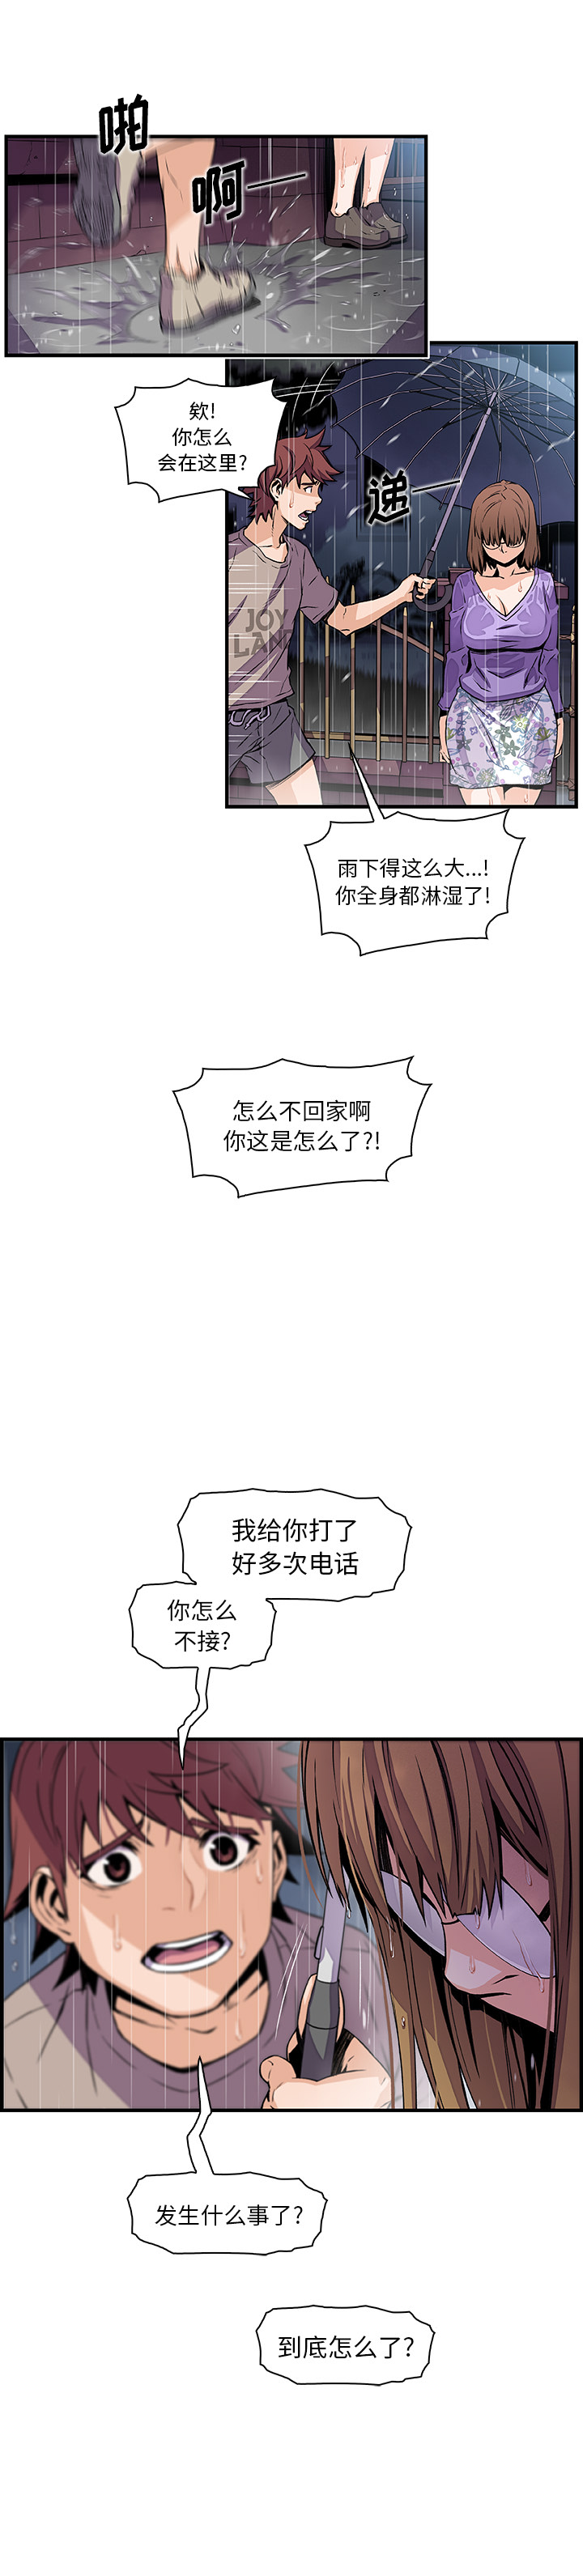 啪
啊—
欸!
你怎么
会在这里?
递—
JOY
LAND
雨下得这么大...!
你全身都淋湿了!
怎么不回家啊
你这是怎么了?!
我给你打了
好多次电话
你怎么
不接?
发生什么事了?
到底怎么了?